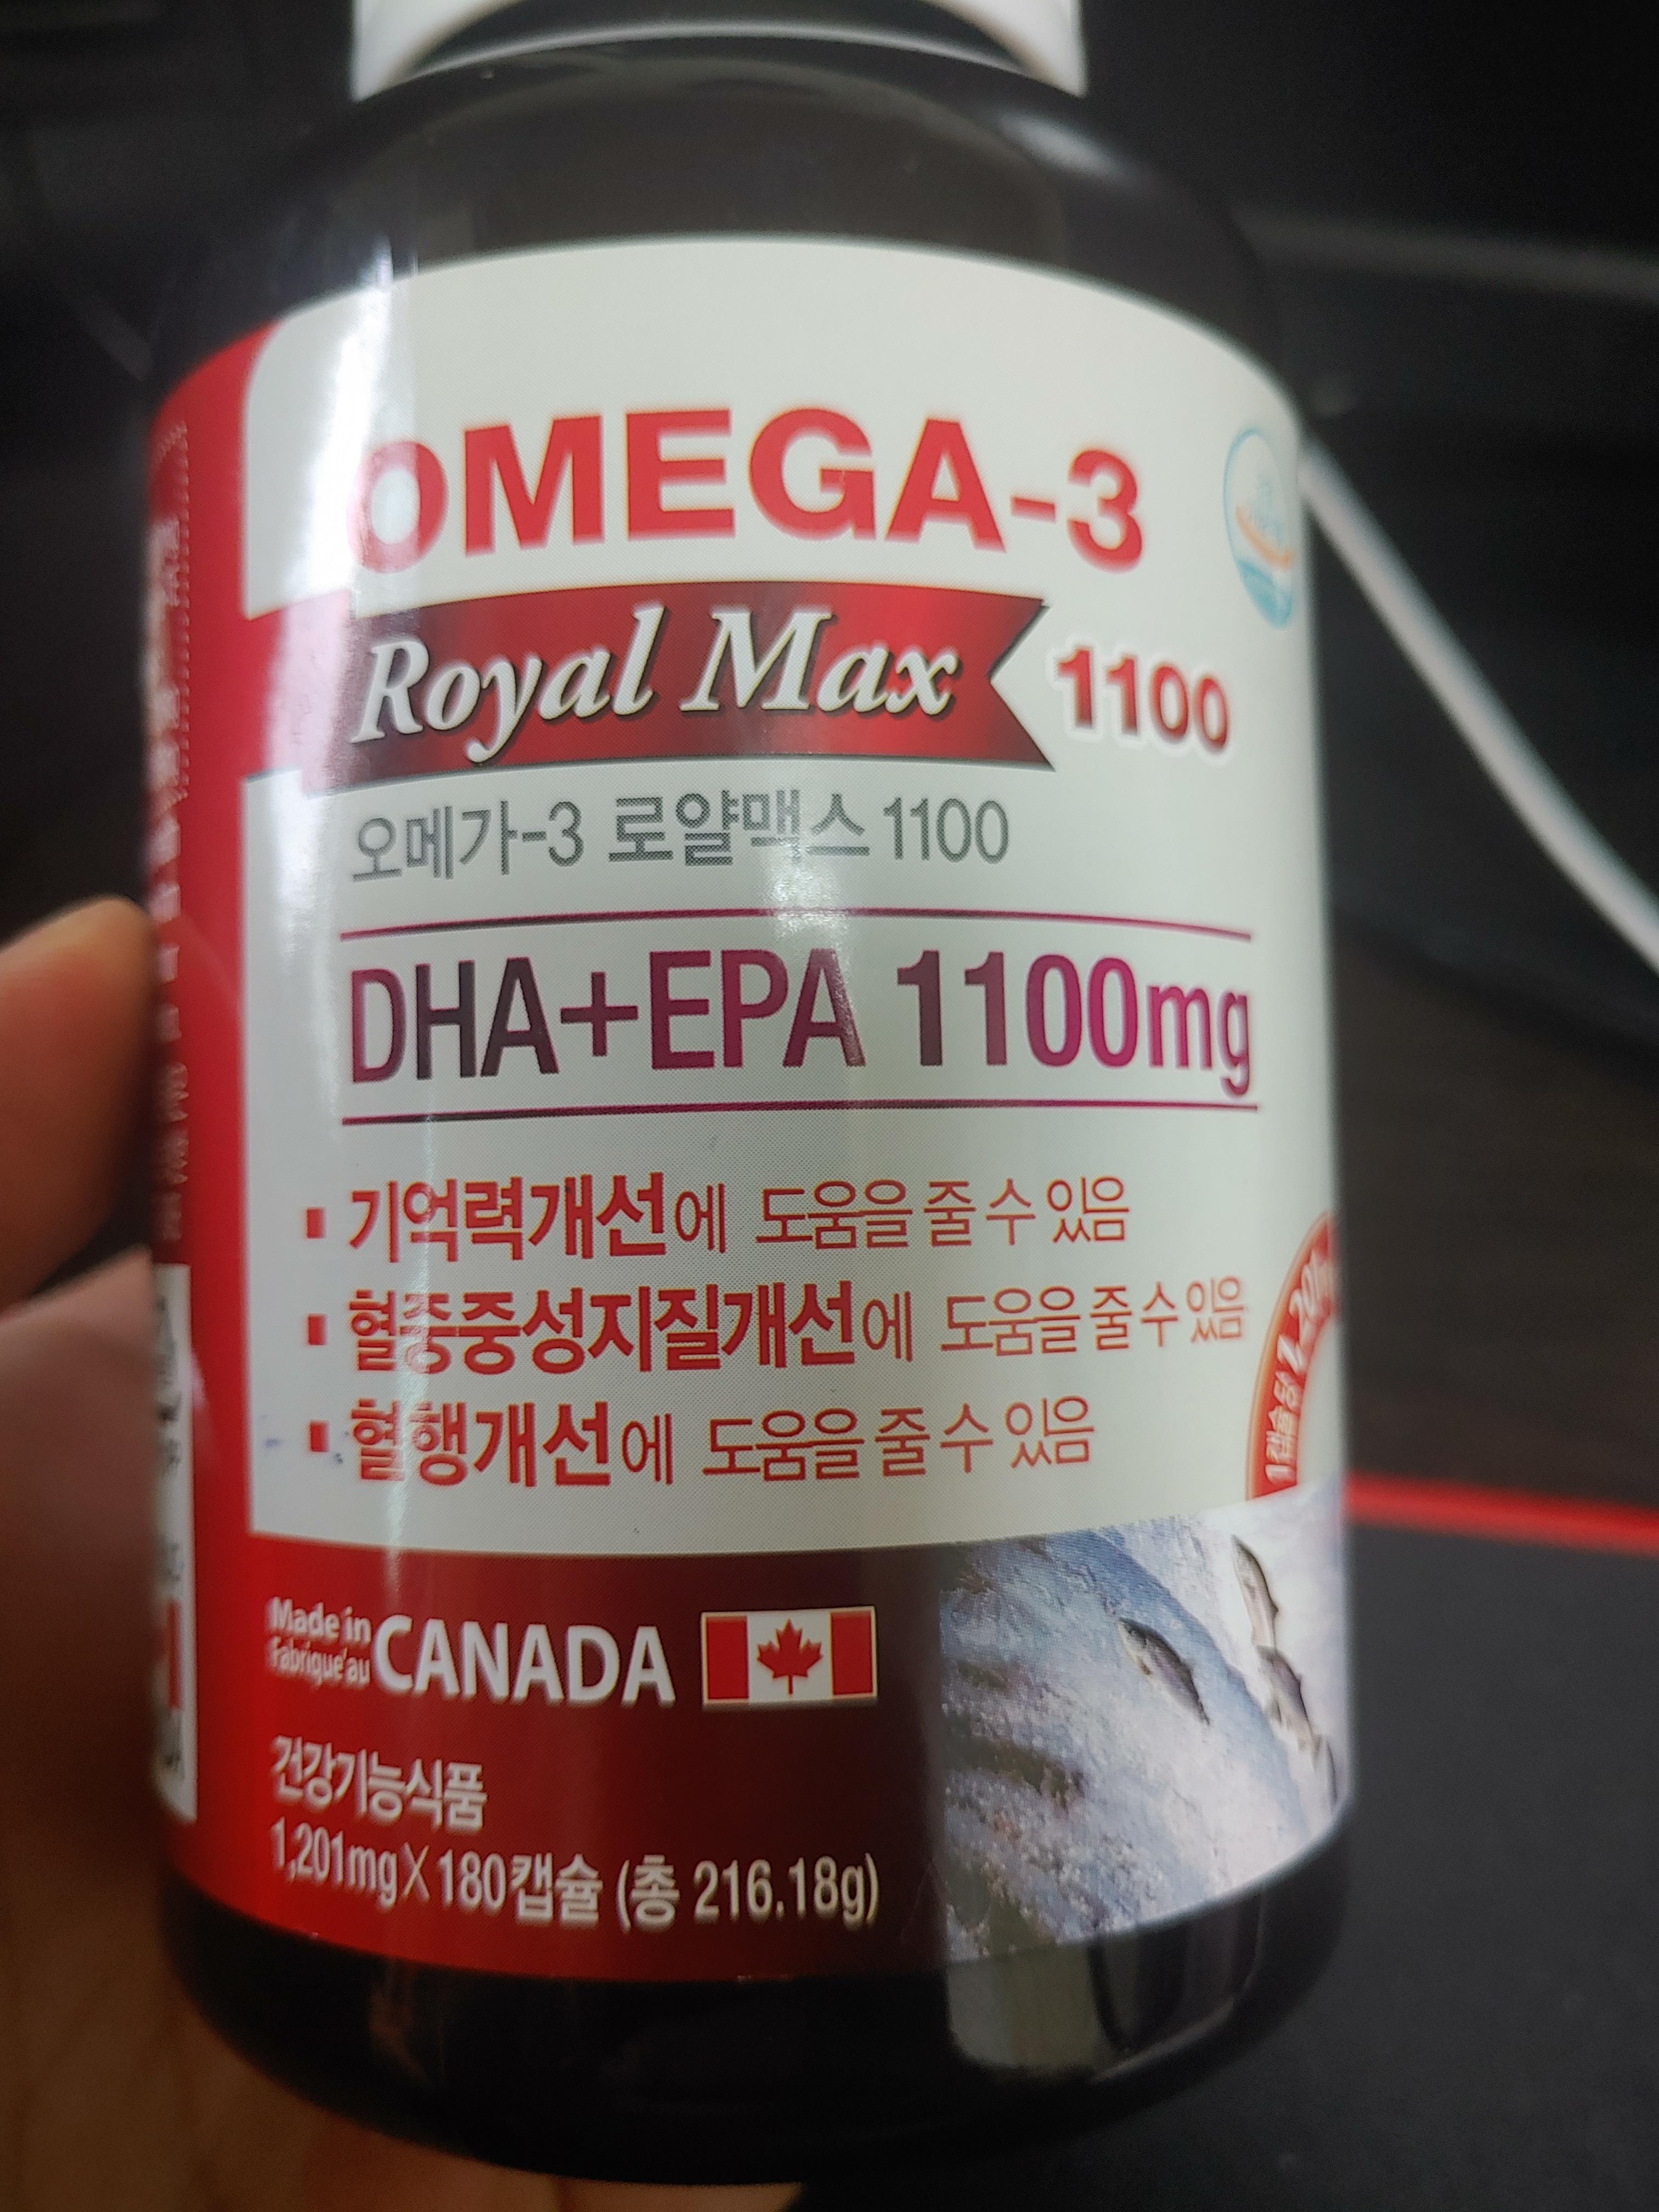 OMEGA-3
Royal Max 1100
오메가-3 로얄맥스 1100
DHA+EPA 1100mg
기억력개선에 도움을 줄 수 있음
혈중중성지질개선에 도움을 줄 수 있음
혈행개선에 도움을 줄 수 있음
1캡슐당
Made in
Fabrique'au
CANADA
건강기능식품
1,201mg X 180캡슐 (총 216.18g)